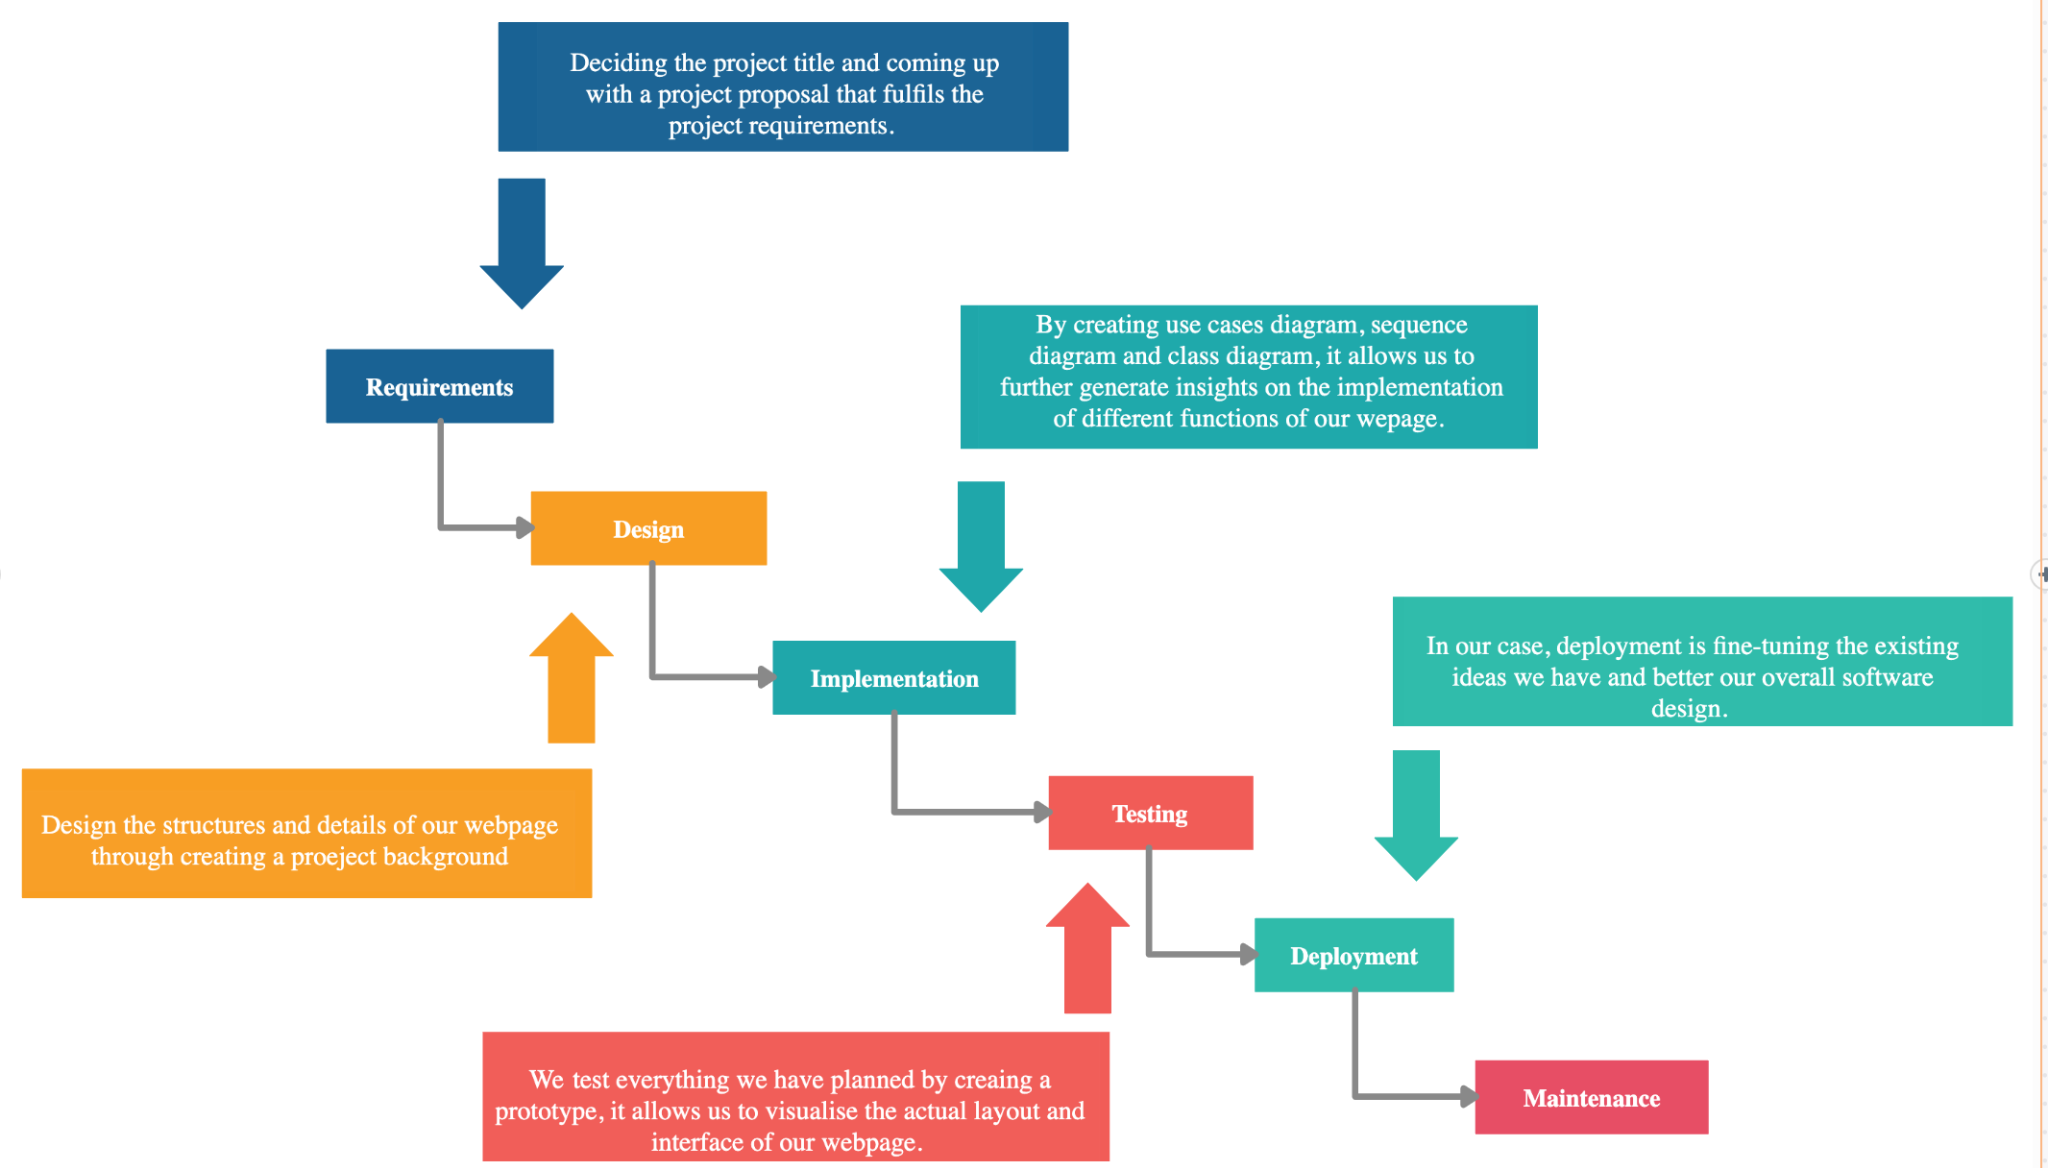 Deciding the project title and coming up
with a project proposal that fulfils the
project requirements.
Requirements
By creating use cases diagram, sequence
diagram and class diagram, it allows us to
further generate insights on the implementation
of different functions of our wepage.
Design
Implementation
In our case, deployment is fine-tuning the existing
ideas we have and better our overall software
design.
Design the structures and details of our webpage
through creating a proeject background
Testing
Deployment
We test everything we have planned by creaing a
prototype, it allows us to visualise the actual layout and
interface of our webpage.
Maintenance